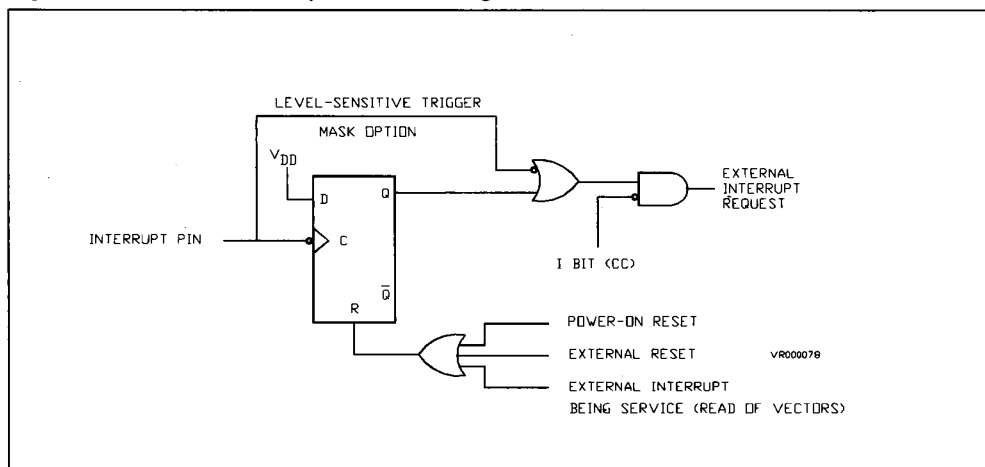 LEVEL-SENSITIVE TRIGGER
MASK OPTION
VDD
D
Q
INTERRUPT PIN
C
Q
R
EXTERNAL
INTERRUPT
REQUEST
I BIT (CC)
POWER-ON RESET
EXTERNAL RESET
VR000078
EXTERNAL INTERRUPT
BEING SERVICE (READ OF VECTORS)